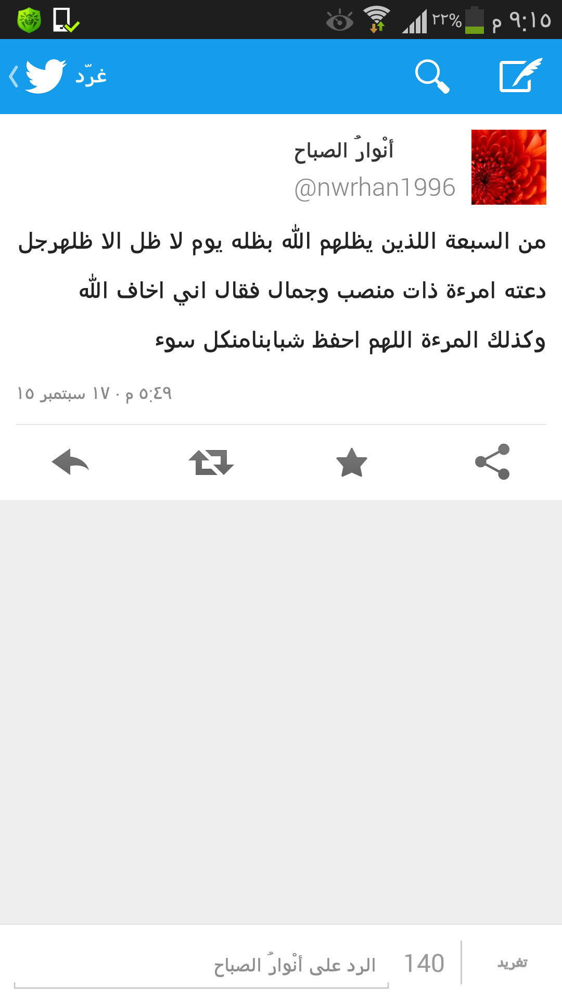 ٢٢% ٩:١٥ م
غرّد
أنْوارُ الصباح
@nwrhan1996
من السبعة اللذين يظلهم الله بظله يوم لا ظل الا ظلهرجل
دعته امرءة ذات منصب وجمال فقال اني اخاف الله
وكذلك المرءة اللهم احفظ شبابنامنكل سوء
٥:٤٩ م · ١٧ سبتمبر ١٥
الرد على أنْوارُ الصباح
140
تغريد